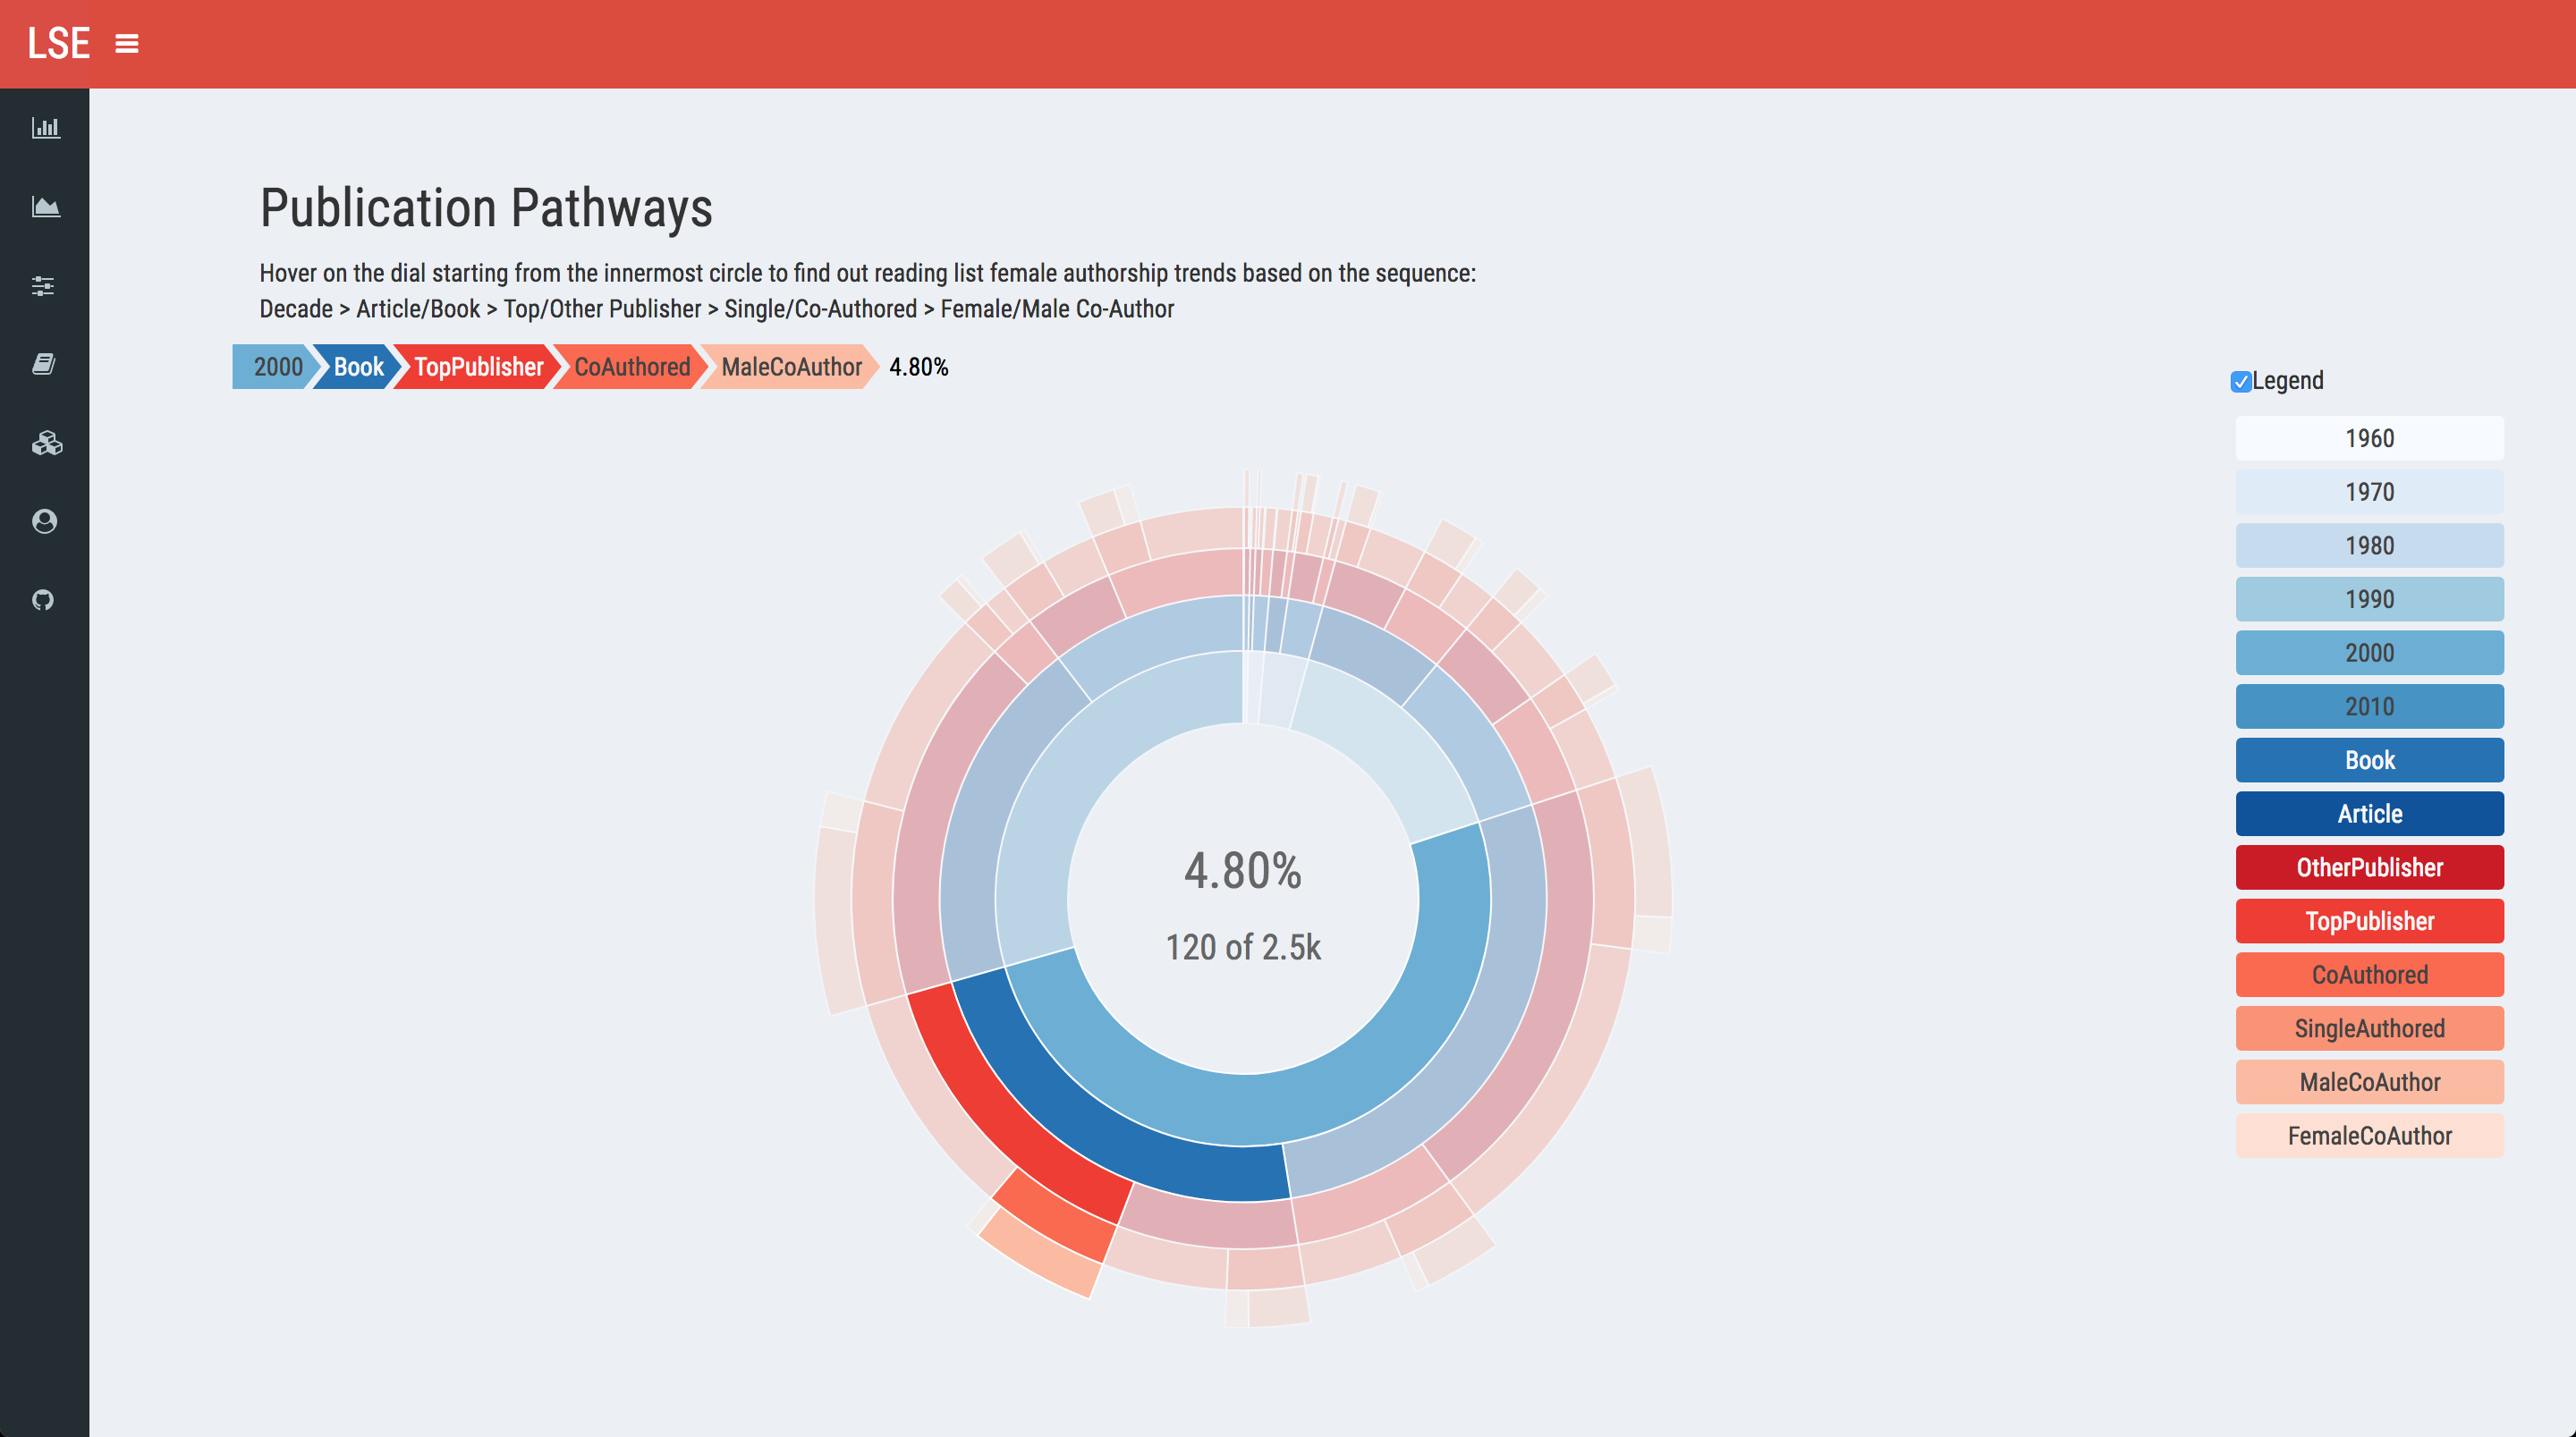 LSE
Publication Pathways
Hover on the dial starting from the innermost circle to find out reading list female authorship trends based on the sequence:
Decade > Article/Book > Top/Other Publisher > Single/Co-Authored > Female/Male Co-Author
2000 Book TopPublisher CoAuthored MaleCoAuthor 4.80%
Legend
1960
1970
1980
1990
2000
2010
Book
Article
OtherPublisher
TopPublisher
CoAuthored
SingleAuthored
MaleCoAuthor
FemaleCoAuthor
4.80%
120 of 2.5k